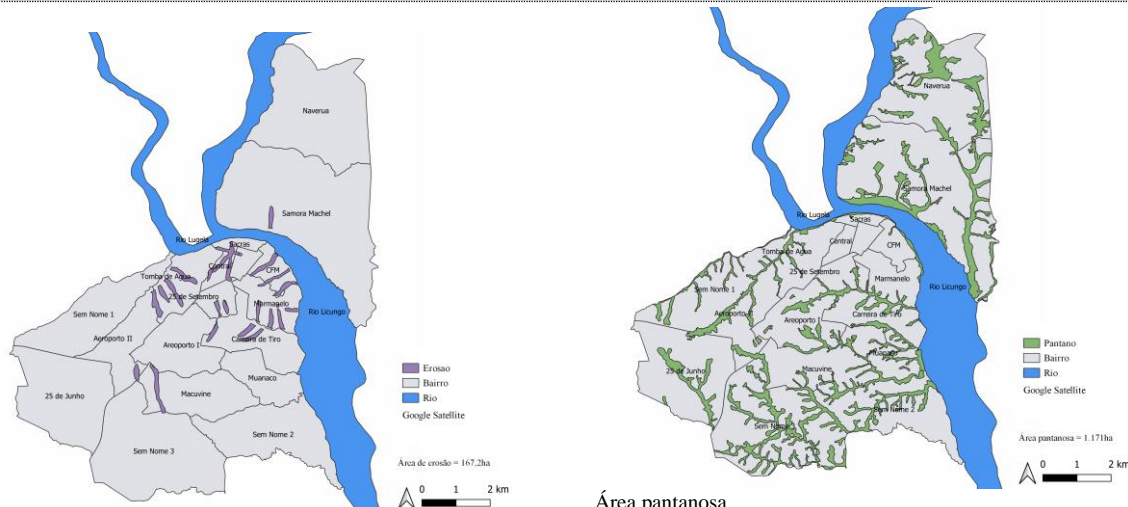 Naverua
Samora Machel
Rio Lugela
Sacras
Central
CFM
Tomba de Agua
25 de Setembro
Marmanelo
Rio Licungo
Sem Nome 1
Aeroporto II
Areoporto I
Carreira de Tiro
Muanaco
25 de Junho
Macuvine
Sem Nome 2
Sem Nome 3
Erosao
Bairro
Rio
Google Satellite
Área de erosão = 167,2ha
0 1 2 km
Naverua
Samora Machel
Rio Lugela
Sacras
Central
CFM
Tomba de Agua
25 de Setembro
Marmanelo
Rio Licungo
Sem Nome 1
Aeroporto II
Areoporto I
Carreira de Tiro
Muanaco
25 de Junho
Macuvine
Sem Nome 2
Sem Nome
Pantano
Bairro
Rio
Google Satellite
Área pantanosa = 1.171ha
0 1 2 km
Área pantanosa